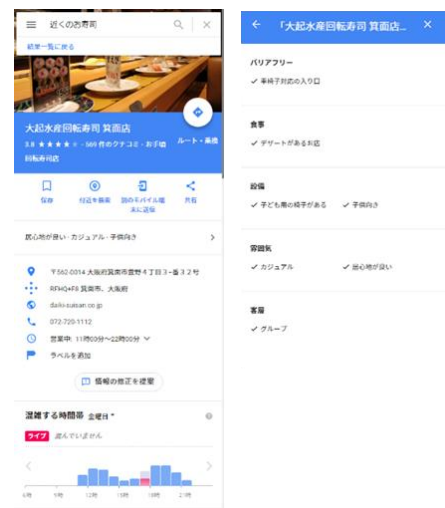 近くのお寿司
結果一覧に戻る
大起水産回転寿司 箕面店
3.8 ★★★★☆ · 569 件のクチコミ · お手頃
回転寿司店
ルート・乗換
保存
付近を検索
別のモバイル端末に送信
共有
居心地が良い · カジュアル · 子供向き
〒562-0014 大阪府箕面市萱野４丁目３−番３２号
RFHQ+F8 箕面市、大阪府
daiki-suisan.co.jp
072-720-1112
営業中: 11時00分～22時00分
ラベルを追加
情報の修正を提案
混雑する時間帯 金曜日
ライブ 混んでいません
6時 9時 12時 15時 18時 21時
「大起水産回転寿司 箕面店...
バリアフリー
✓ 車椅子対応の入り口
食事
✓ デザートがあるお店
設備
✓ 子ども用の椅子がある ✓ 子供向き
雰囲気
✓ カジュアル ✓ 居心地が良い
客層
✓ グループ